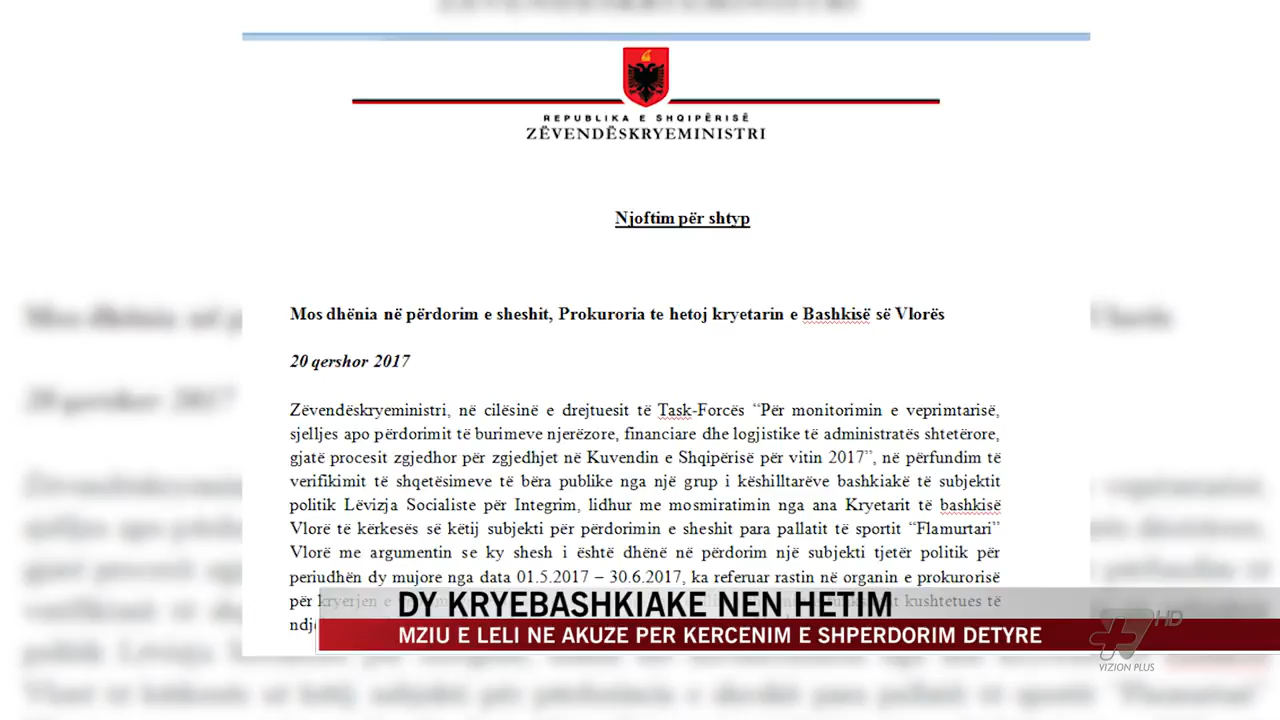 REPUBLIKA E SHQIPËRISË
ZËVENDËSKRYEMINISTRI
Njoftim për shtyp
Mos dhënia në përdorim e sheshit, Prokuroria te hetoj kryetarin e Bashkisë së Vlorës
20 qershor 2017
Zëvendëskryeministri, në cilësinë e drejtuesit të Task-Forcës “Për monitorimin e veprimtarisë,
sjelljes apo përdorimit të burimeve njerëzore, financiare dhe logjistike të administratës shtetërore,
gjatë procesit zgjedhor për zgjedhjet në Kuvendin e Shqipërisë për vitin 2017”, në përfundim të
verifikimit të shqetësimeve të bëra publike nga një grup i këshilltarëve bashkiakë të subjektit
politik Lëvizja Socialiste për Integrim, lidhur me mosmiratimin nga ana Kryetarit të bashkisë
Vlorë të kërkesës së këtij subjekti për përdorimin e sheshit para pallatit të sportit “Flamurtari”
Vlorë me argumentin se ky shesh i është dhënë në përdorim një subjekti tjetër politik për
periudhën dy mujore nga data 01.5.2017 – 30.6.2017, ka referuar rastin në organin e prokurorisë
për kryerjen e kushtetues të
DY KRYEBASHKIAKE NEN HETIM
MZIU E LELI NE AKUZE PER KERCENIM E SHPERDORIM DETYRE
HD
VIZION PLUS